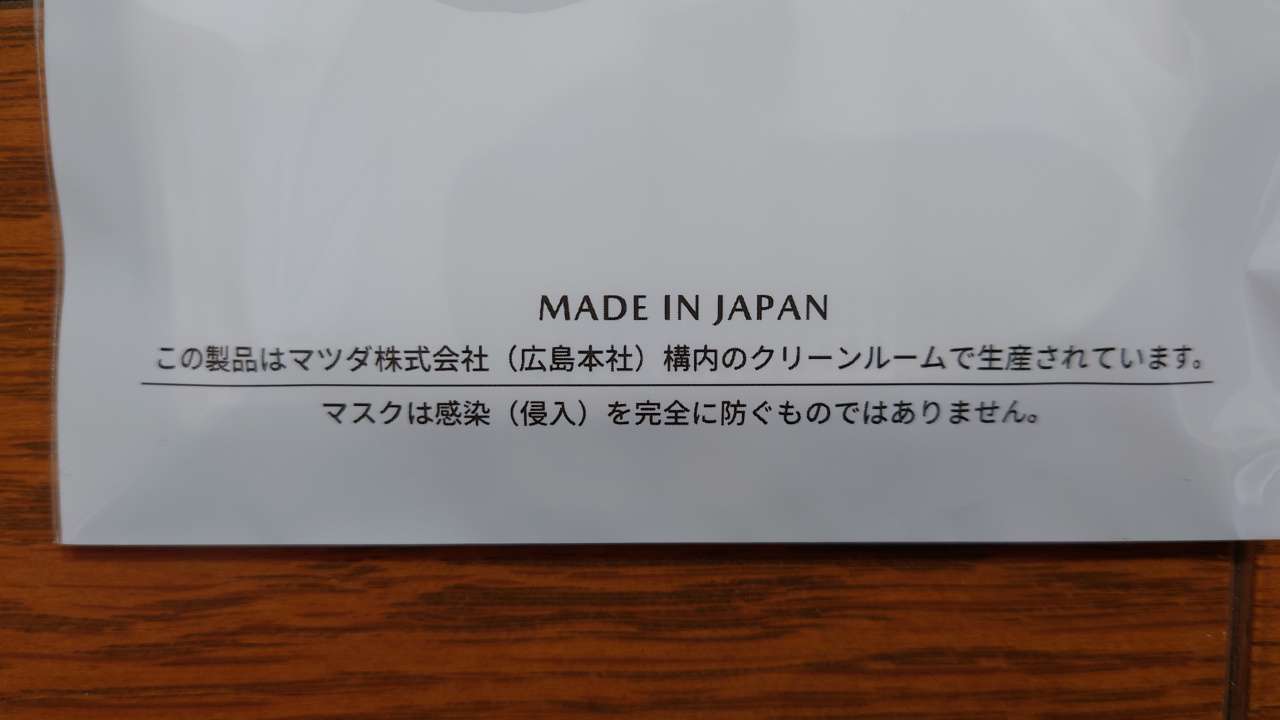 MADE IN JAPAN
この製品はマツダ株式会社（広島本社）構内のクリーンルームで生産されています。
マスクは感染（侵入）を完全に防ぐものではありません。